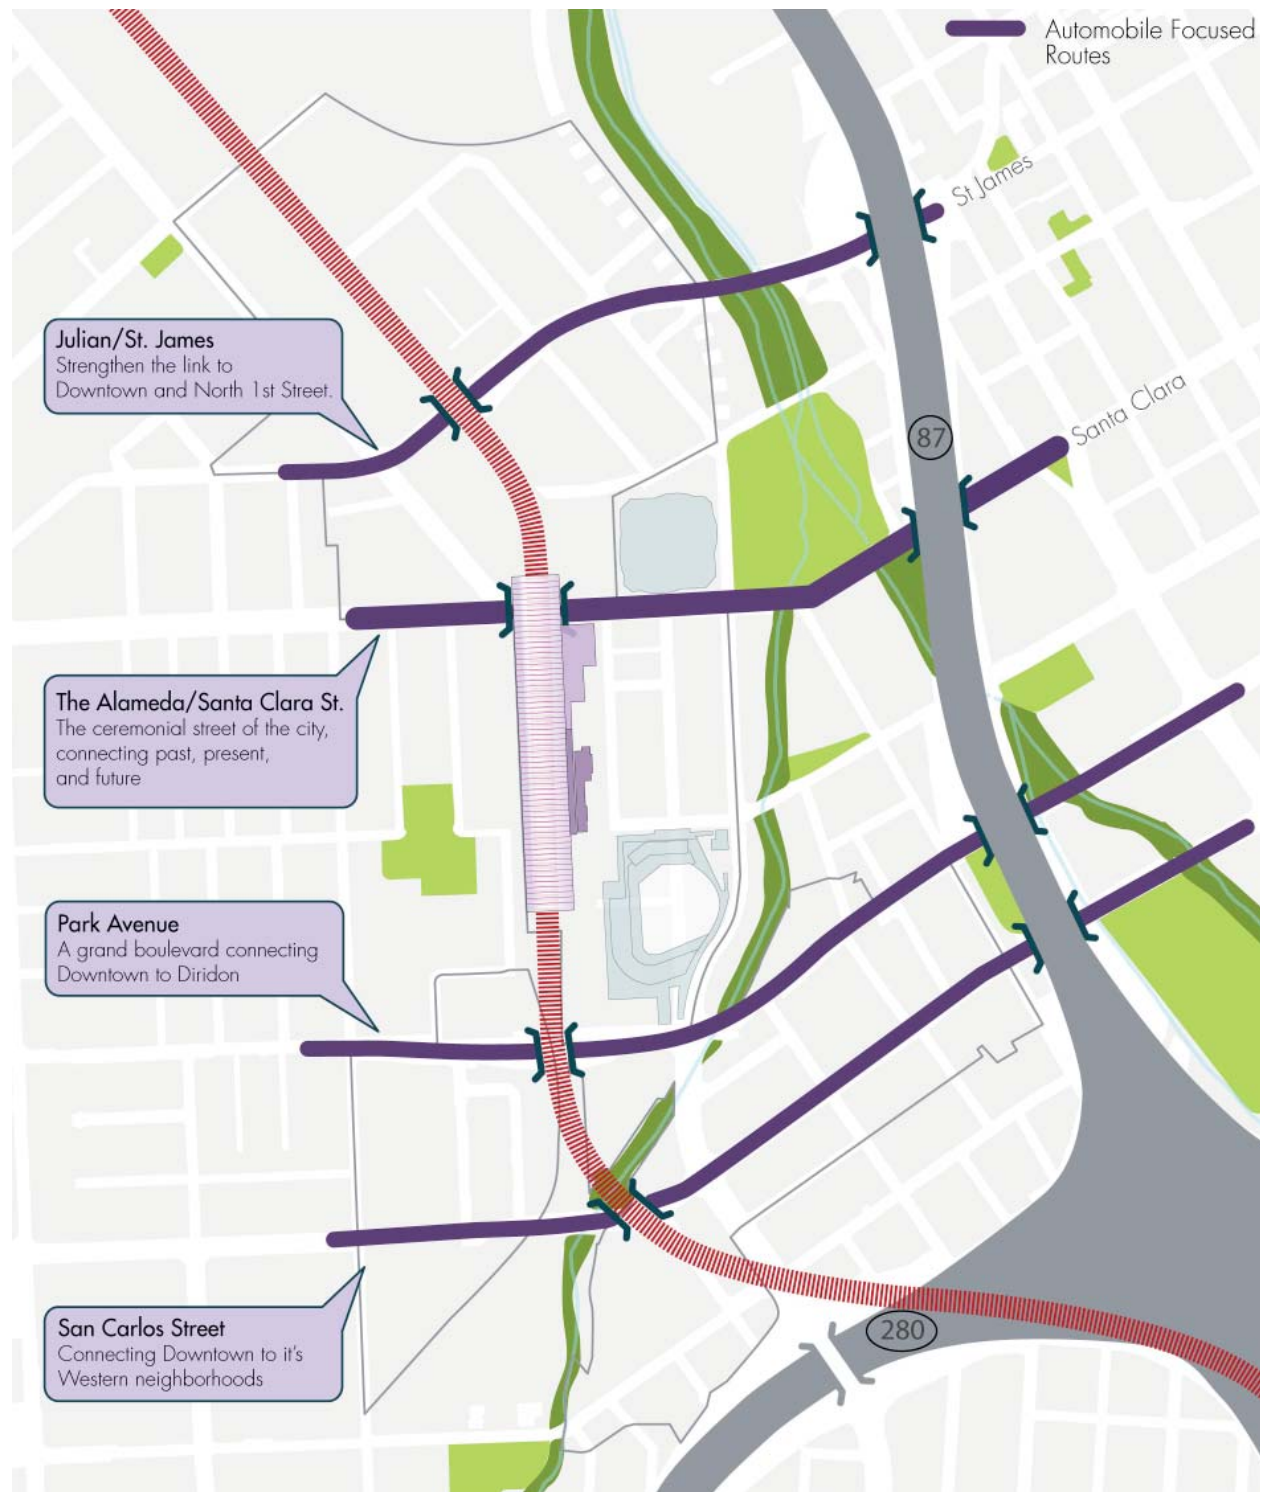 Automobile Focused
Routes
St James
Julian/St. James
Strengthen the link to
Downtown and North 1st Street.
Santa Clara
87
The Alameda/Santa Clara St.
The ceremonial street of the city,
connecting past, present,
and future
Park Avenue
A grand boulevard connecting
Downtown to Diridon
San Carlos Street
Connecting Downtown to it's
Western neighborhoods
280